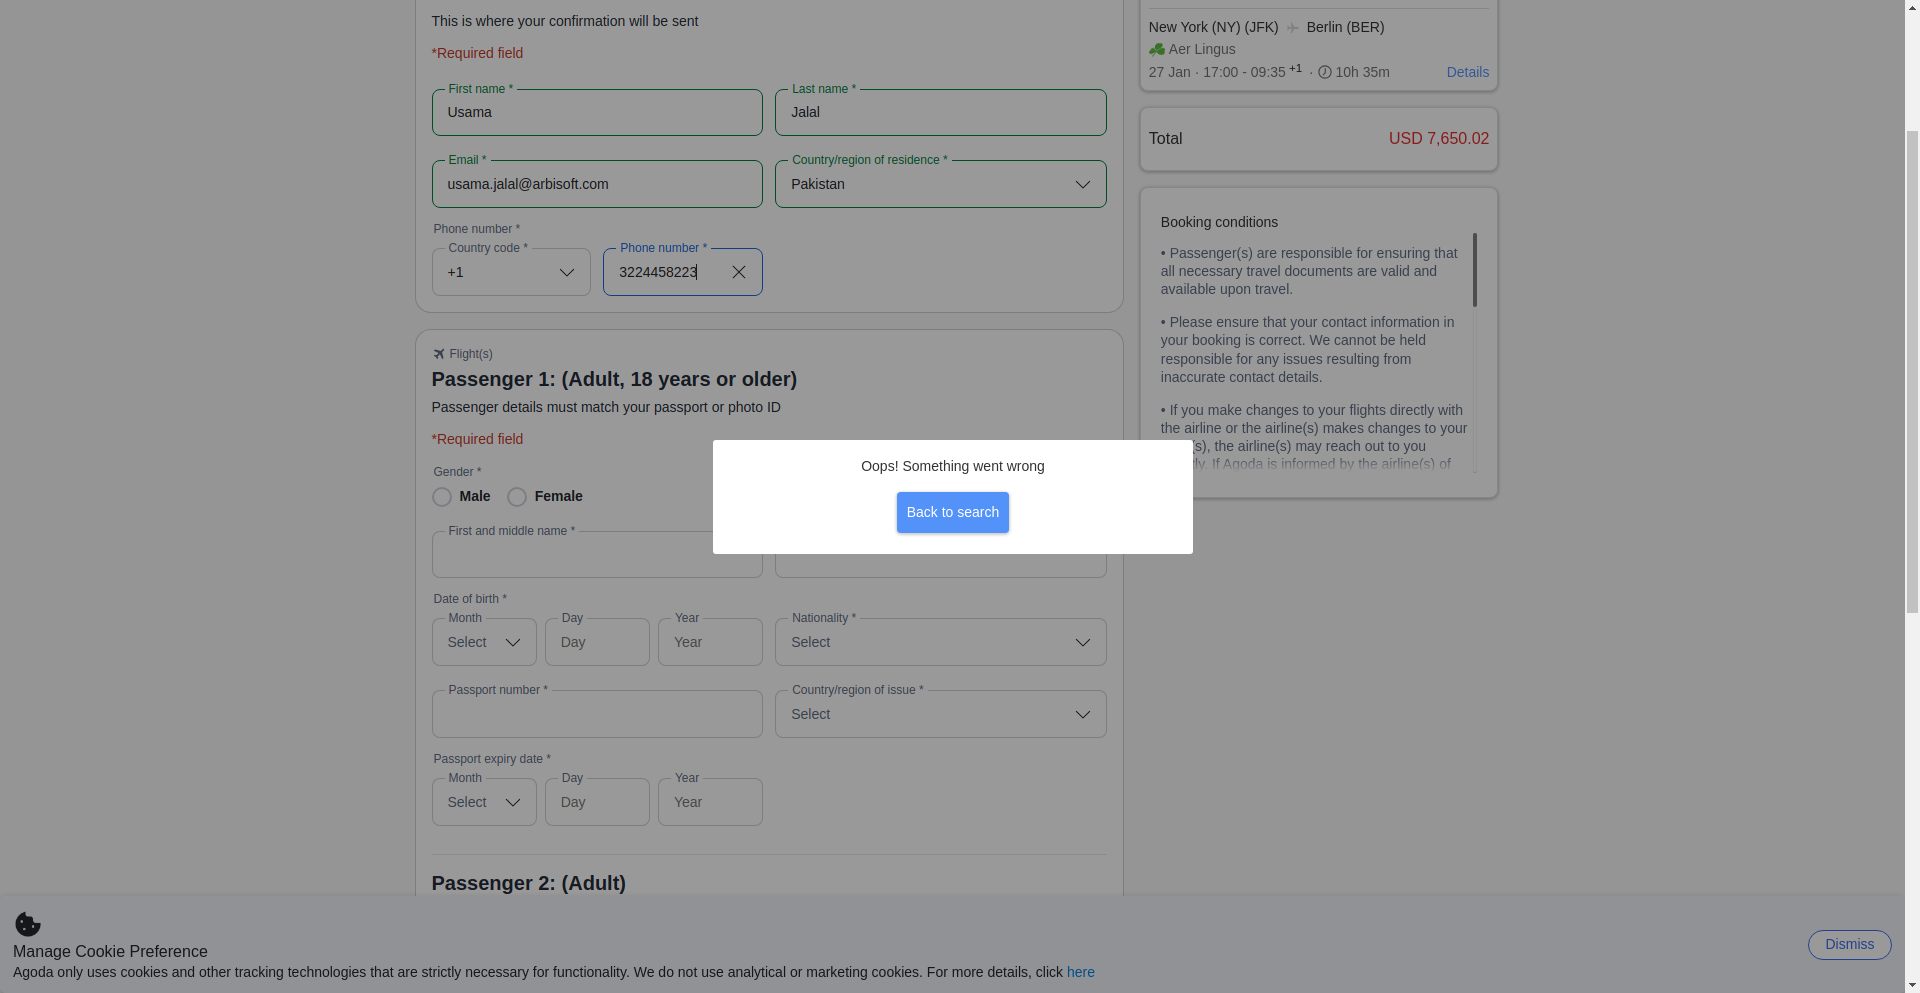 This is where your confirmation will be sent
*Required field
First name *
Usama
Last name *
Jalal
Email *
usama.jalal@arbisoft.com
Country/region of residence *
Pakistan
Phone number *
Country code *
+1
Phone number *
3224458223
Flight(s)
Passenger 1: (Adult, 18 years or older)
Passenger details must match your passport or photo ID
*Required field
Gender *
Male
Female
First and middle name *
Date of birth *
Month
Select
Day
Day
Year
Year
Nationality *
Select
Passport number *
Country/region of issue *
Select
Passport expiry date *
Month
Select
Day
Day
Year
Year
Passenger 2: (Adult)
New York (NY) (JFK) Berlin (BER)
Aer Lingus
27 Jan · 17:00 - 09:35 +1 · 10h 35m
Details
Total
USD 7,650.02
Booking conditions
• Passenger(s) are responsible for ensuring that
all necessary travel documents are valid and
available upon travel.
• Please ensure that your contact information in
your booking is correct. We cannot be held
responsible for any issues resulting from
inaccurate contact details.
• If you make changes to your flights directly with
the airline or the airline(s) makes changes to your
(s), the airline(s) may reach out to you
If Agoda is informed by the airline(s) of
Oops! Something went wrong
Back to search
Manage Cookie Preference
Agoda only uses cookies and other tracking technologies that are strictly necessary for functionality. We do not use analytical or marketing cookies. For more details, click here
Dismiss